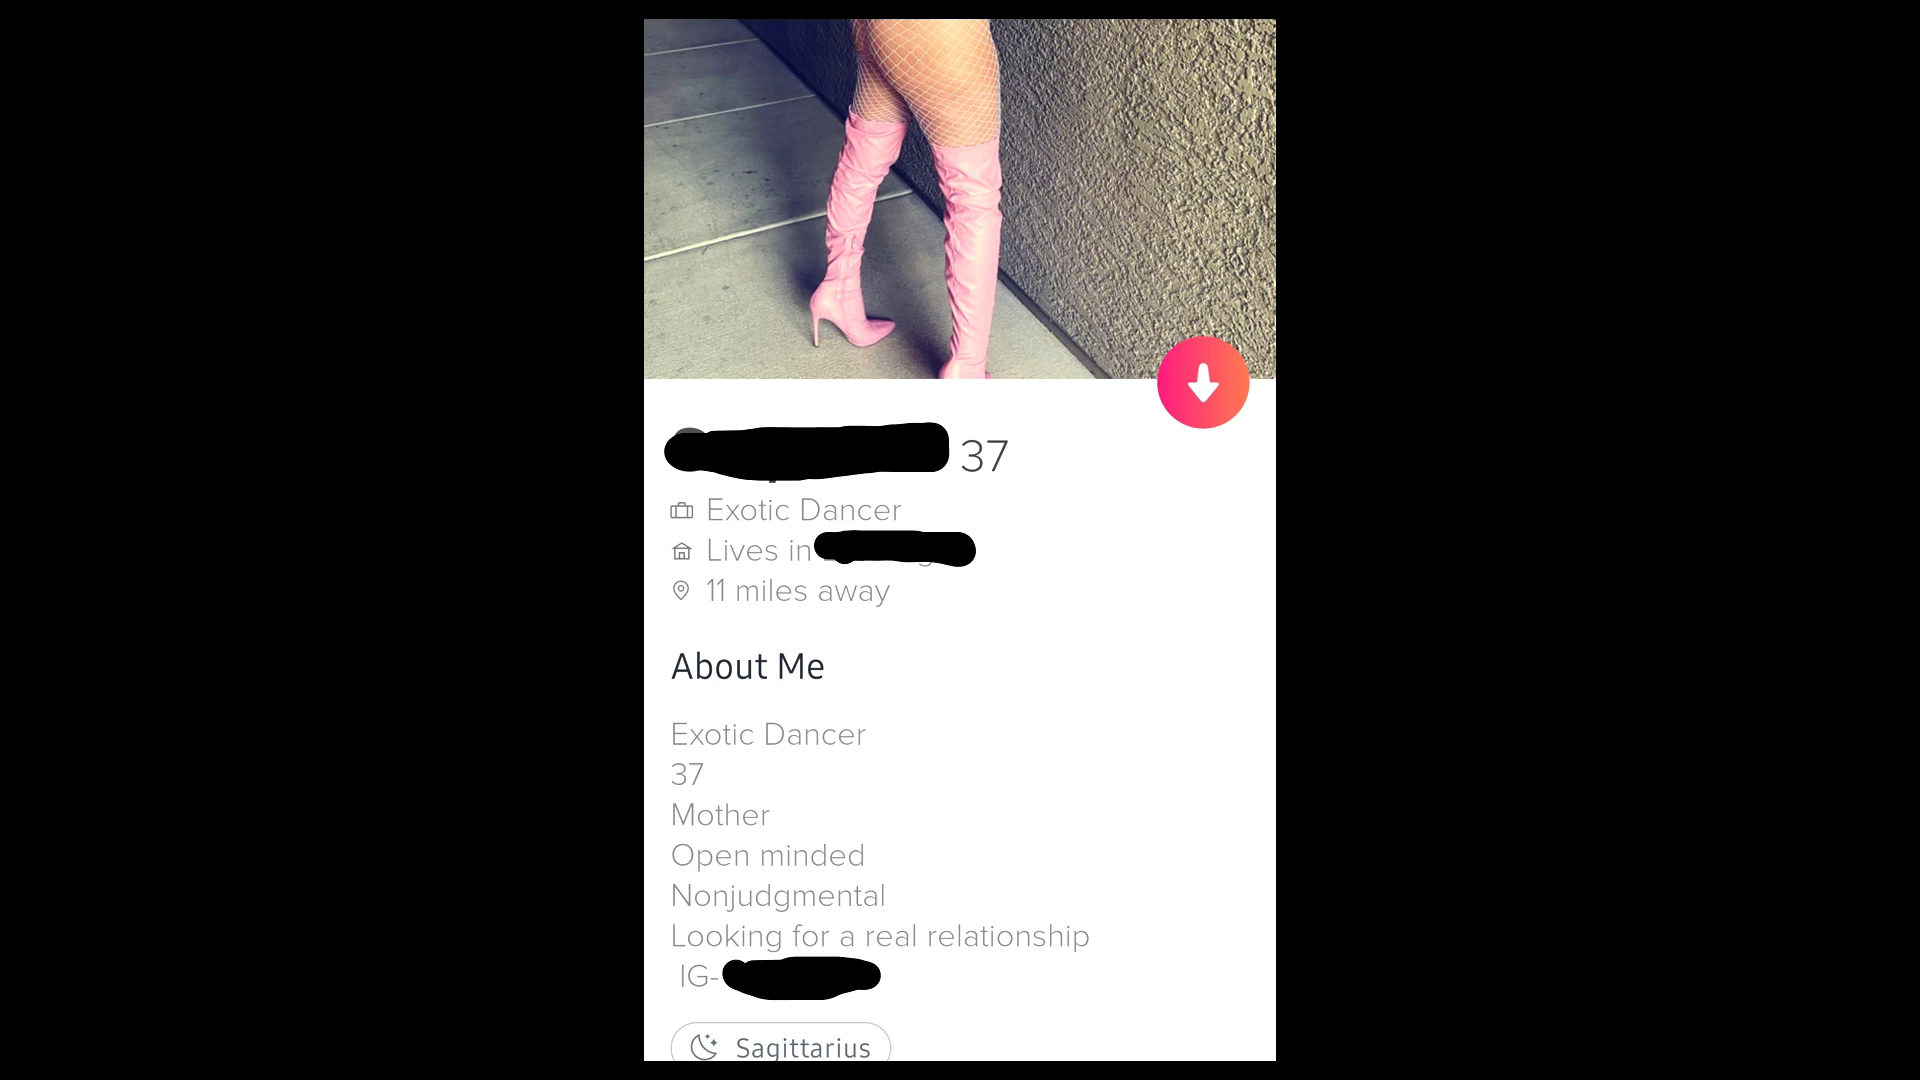 37
Exotic Dancer
Lives in
11 miles away
About Me
Exotic Dancer
37
Mother
Open minded
Nonjudgmental
Looking for a real relationship
IG-
Sagittarius